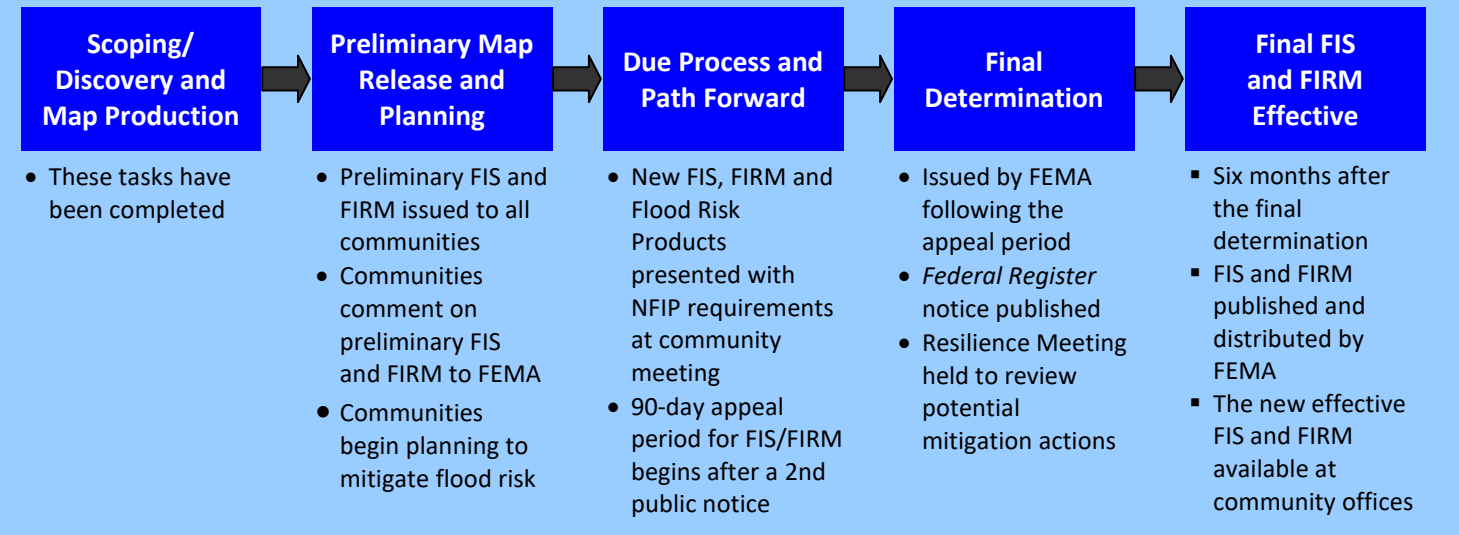 Scoping/
Discovery and
Map Production
• These tasks have
been completed
Preliminary Map
Release and
Planning
• Preliminary FIS and
FIRM issued to all
communities
• Communities
comment on
preliminary FIS
and FIRM to FEMA
• Communities
begin planning to
mitigate flood risk
Due Process and
Path Forward
• New FIS, FIRM and
Flood Risk
Products
presented with
NFIP requirements
at community
meeting
• 90-day appeal
period for FIS/FIRM
begins after a 2nd
public notice
Final
Determination
• Issued by FEMA
following the
appeal period
• Federal Register
notice published
• Resilience Meeting
held to review
potential
mitigation actions
Final FIS
and FIRM
Effective
▪ Six months after
the final
determination
▪ FIS and FIRM
published and
distributed by
FEMA
▪ The new effective
FIS and FIRM
available at
community offices